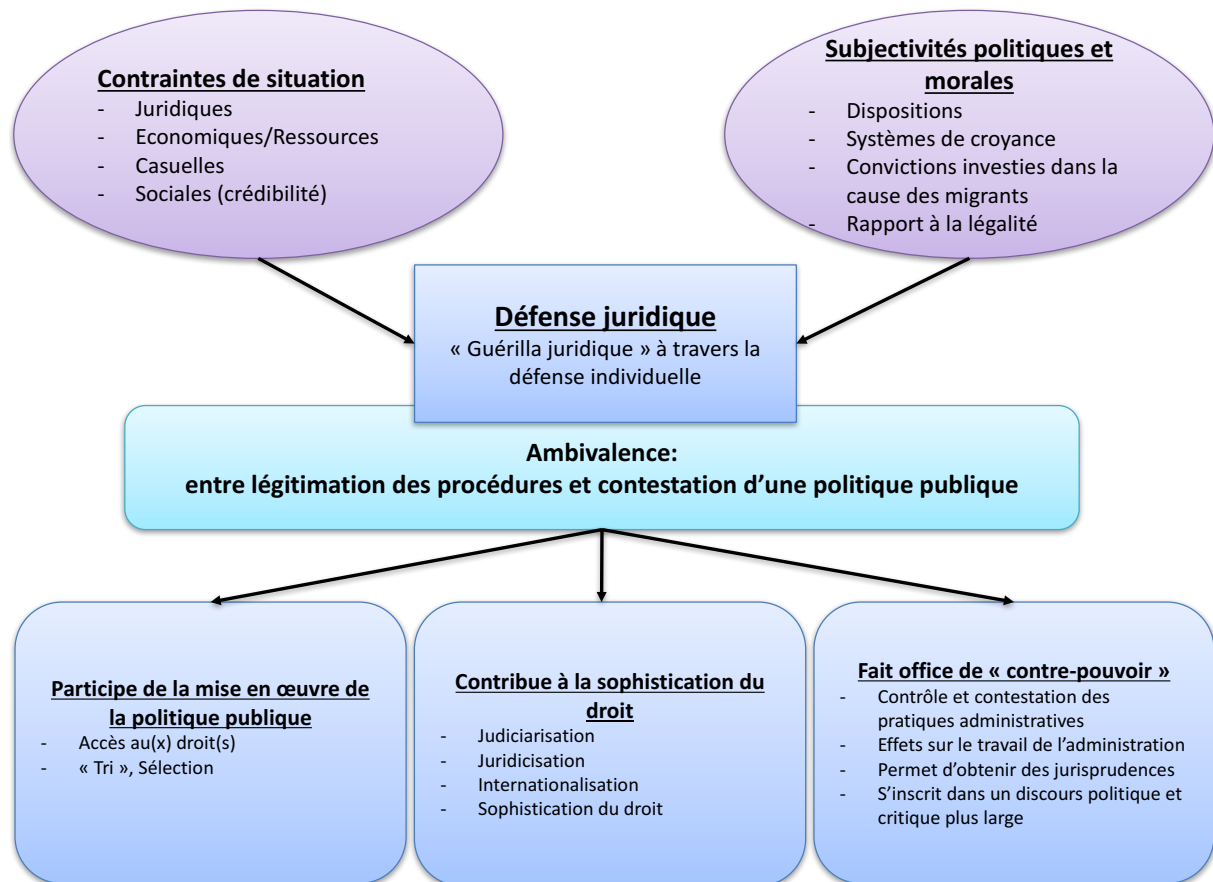 Contraintes de situation
- Juridiques
- Economiques/Ressources
- Casuelles
- Sociales (crédibilité)
Subjectivités politiques et
morales
- Dispositions
- Systèmes de croyance
- Convictions investies dans la
cause des migrants
- Rapport à la légalité
Défense juridique
« Guérilla juridique » à travers la
défense individuelle
Ambivalence:
entre légitimation des procédures et contestation d’une politique publique
Participe de la mise en œuvre de
la politique publique
- Accès au(x) droit(s)
- « Tri », Sélection
Contribue à la sophistication du
droit
- Judiciarisation
- Juridicisation
- Internationalisation
- Sophistication du droit
Fait office de « contre-pouvoir »
- Contrôle et contestation des
pratiques administratives
- Effets sur le travail de l’administration
- Permet d’obtenir des jurisprudences
- S’inscrit dans un discours politique et
critique plus large